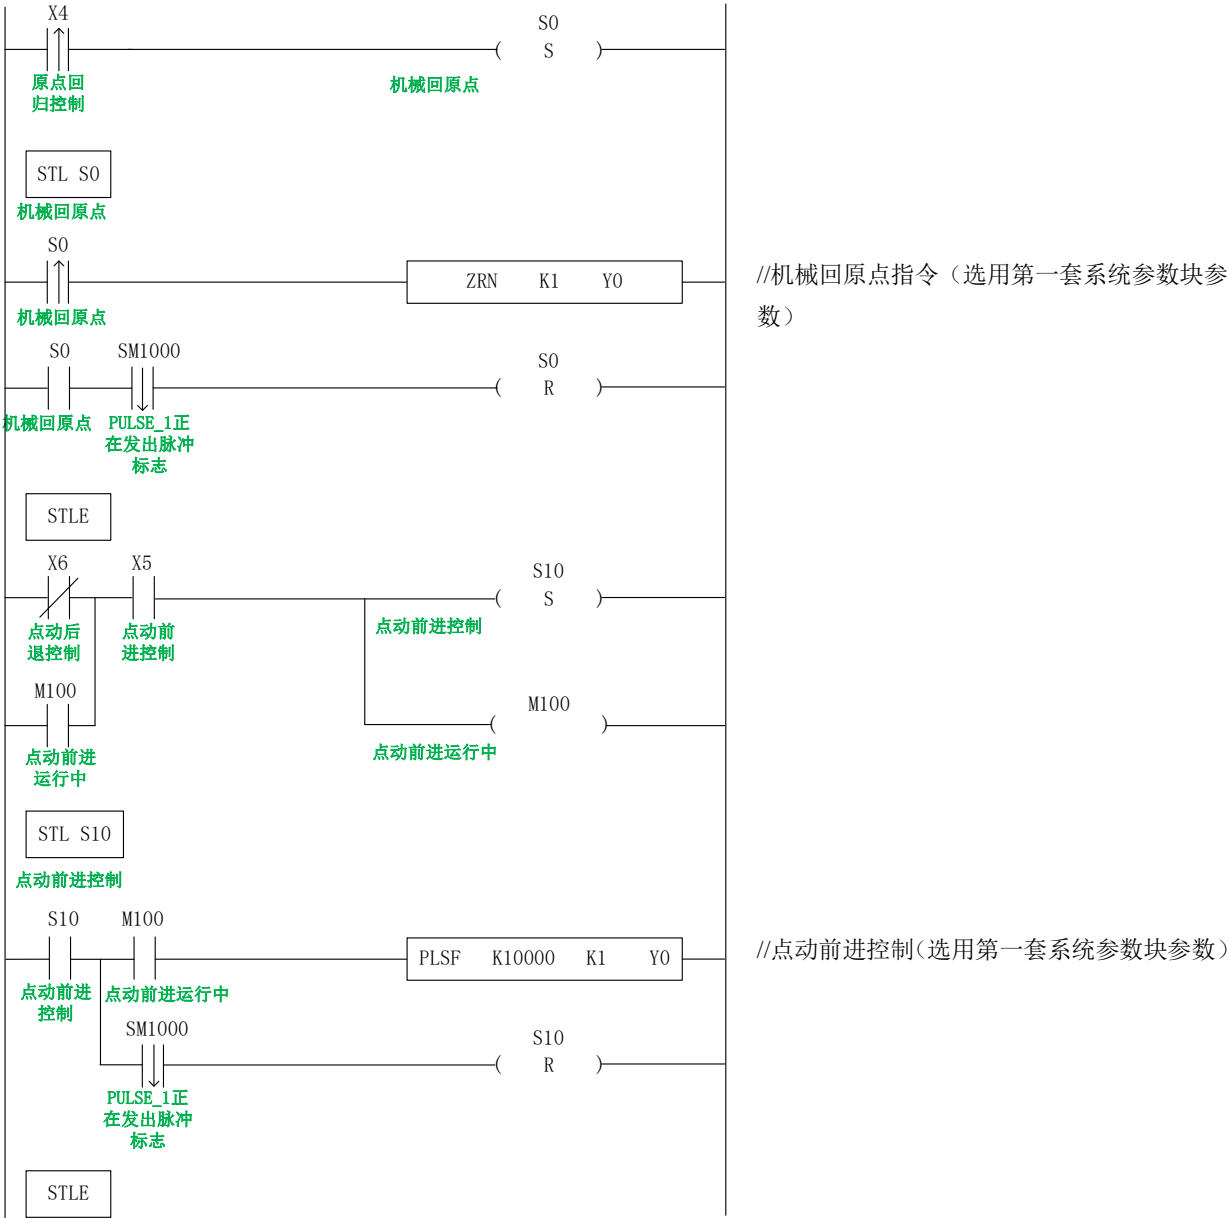 X4
S0
( S )
原点回
归控制
机械回原点
STL S0
机械回原点
S0
ZRN K1 Y0
//机械回原点指令（选用第一套系统参数块参
数）
机械回原点
S0 SM1000
S0
( R )
机械回原点 PULSE_1正
在发出脉冲
标志
STLE
X6 X5
S10
( S )
点动后
退控制
点动前
进控制
点动前进控制
M100
M100
( )
点动前进
运行中
点动前进运行中
STL S10
点动前进控制
S10 M100
PLSF K10000 K1 Y0
//点动前进控制（选用第一套系统参数块参数）
点动前进
控制
点动前进运行中
SM1000
S10
( R )
PULSE_1正
在发出脉冲
标志
STLE